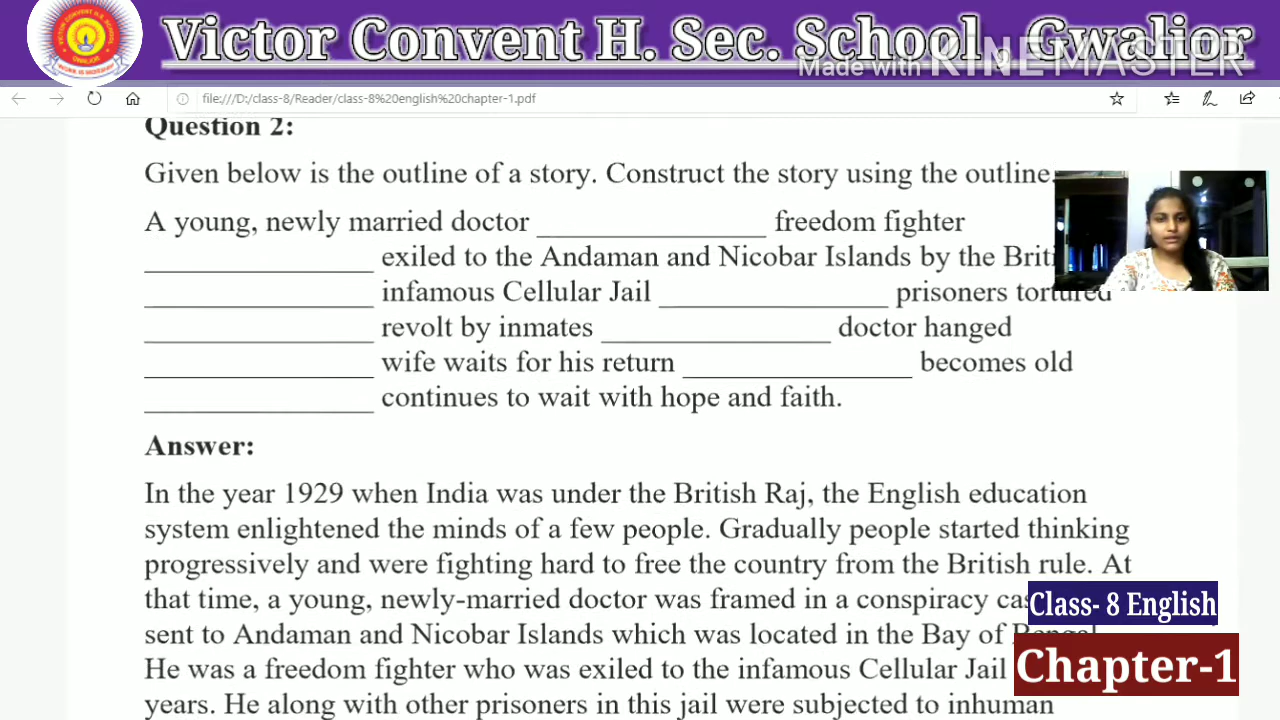 Victor Convent H. Sec. School, Gwalior
Made with KINEMASTER
file:///D:/class-8/Reader/class-8%20english%20chapter-1.pdf
Question 2:
Given below is the outline of a story. Construct the story using the outline.
A young, newly married doctor ________________ freedom fighter
________________ exiled to the Andaman and Nicobar Islands by the
________________ infamous Cellular Jail ________________ prisoners tortured
________________ revolt by inmates ________________ doctor hanged
________________ wife waits for his return ________________ becomes old
________________ continues to wait with hope and faith.
Answer:
In the year 1929 when India was under the British Raj, the English education
system enlightened the minds of a few people. Gradually people started thinking
progressively and were fighting hard to free the country from the British rule. At
that time, a young, newly-married doctor was framed in a conspiracy
Class- 8 English
sent to Andaman and Nicobar Islands which was located in the Bay of Bengal
He was a freedom fighter who was exiled to the infamous Cellular Jail
Chapter-1
years. He along with other prisoners in this jail were subjected to inhuman